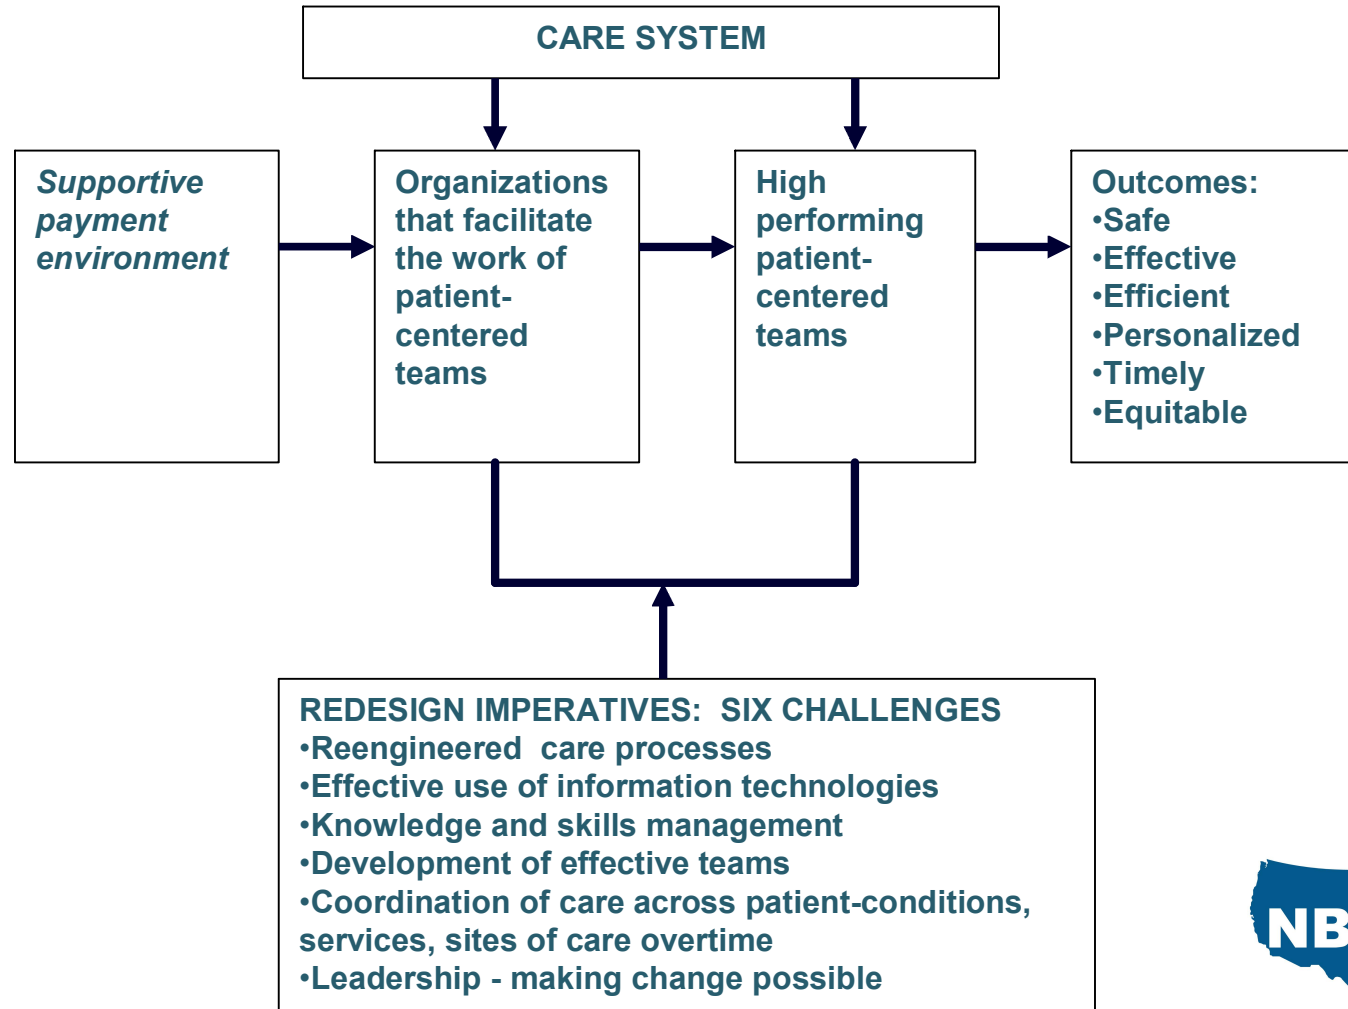 CARE SYSTEM
Supportive
payment
environment
Organizations
that facilitate
the work of
patient-
centered
teams
High
performing
patient-
centered
teams
Outcomes:
•Safe
•Effective
•Efficient
•Personalized
•Timely
•Equitable
REDESIGN IMPERATIVES:  SIX CHALLENGES
•Reengineered  care processes
•Effective use of information technologies
•Knowledge and skills management
•Development of effective teams
•Coordination of care across patient-conditions,
services, sites of care overtime
•Leadership - making change possible
NB